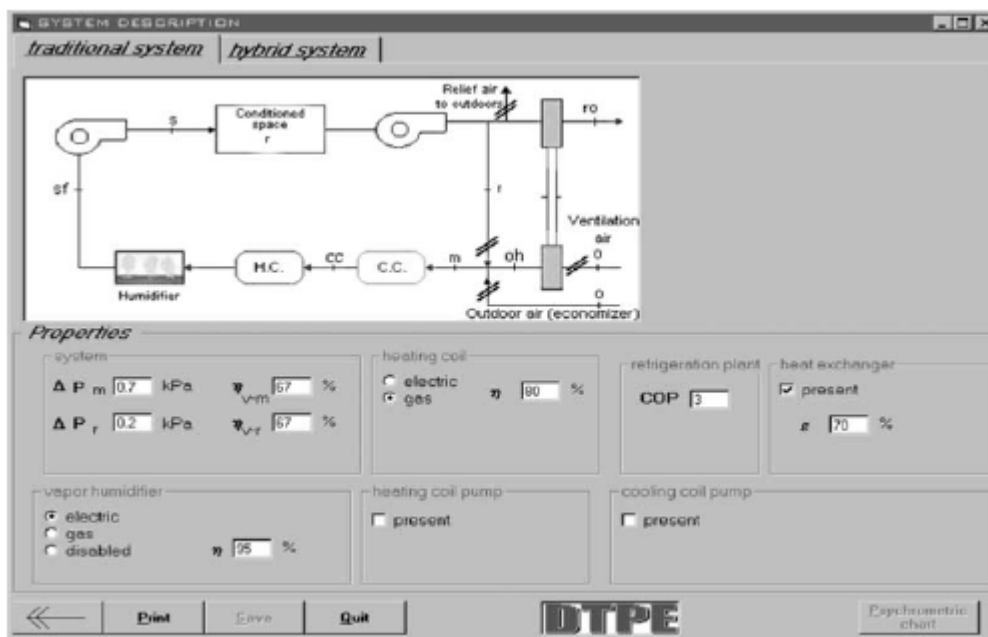 SYSTEM DESCRIPTION
traditional system hybrid system
Relief air
to outdoors
ro
s
Conditioned
space
r
sf
r
Ventilation
air
cc
m
oh
o
H.C.
C.C.
Humidifier
o
Outdoor air (economizer)
Properties
system
Δ P m 0.7 kPa η v-m 67 %
Δ P r 0.2 kPa η v-r 67 %
heating coil
electric
gas
η 80 %
refrigeration plant
COP 3
heat exchanger
present
ε 70 %
vapor humidifier
electric
gas
disabled
η 95 %
heating coil pump
present
cooling coil pump
present
Print Save Quit
DTPE
Psychrometric
chart